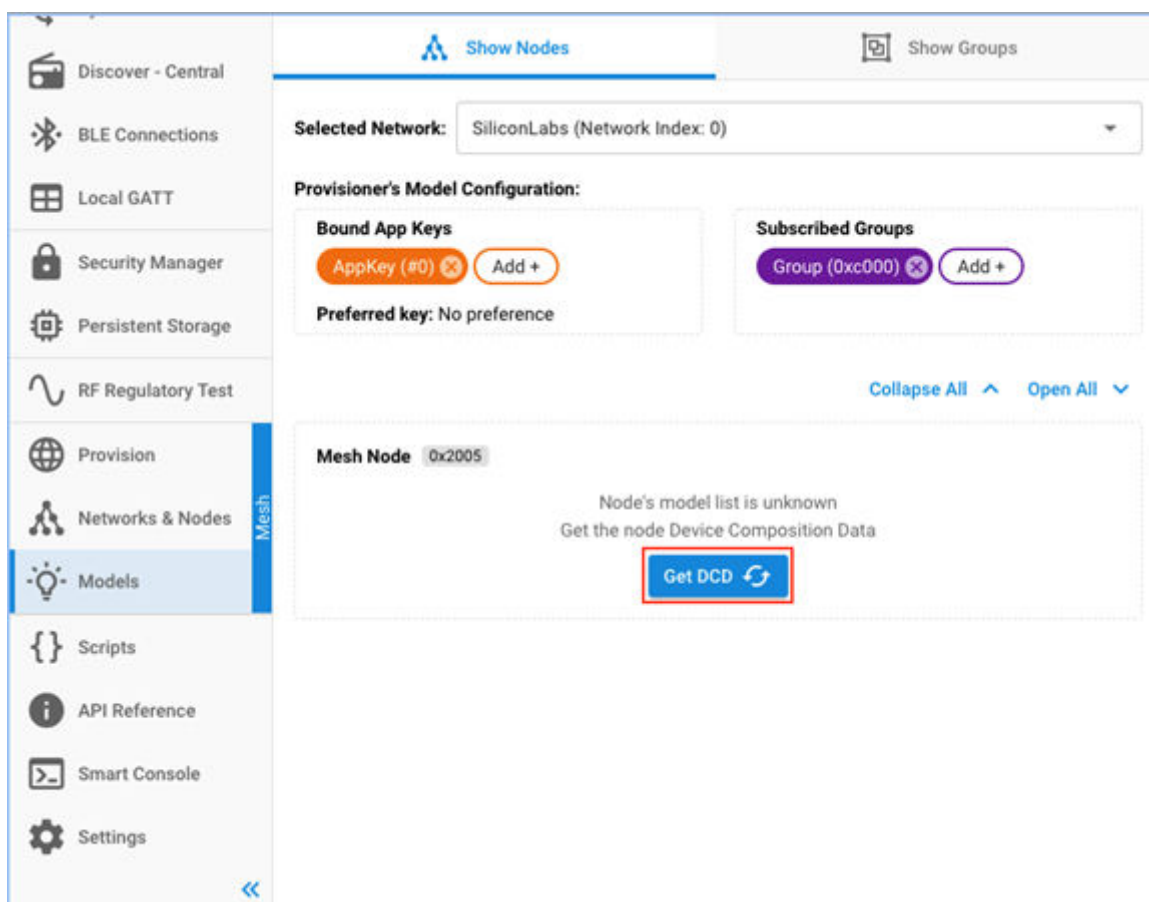 Discover - Central
BLE Connections
Local GATT
Security Manager
Persistent Storage
RF Regulatory Test
Provision
Networks & Nodes
Models
Mesh
Scripts
API Reference
Smart Console
Settings
Show Nodes
Show Groups
Selected Network: SiliconLabs (Network Index: 0)
Provisioner's Model Configuration:
Bound App Keys
AppKey (#0) Add +
Preferred key: No preference
Subscribed Groups
Group (0xc000) Add +
Collapse All Open All
Mesh Node 0x2005
Node's model list is unknown
Get the node Device Composition Data
Get DCD